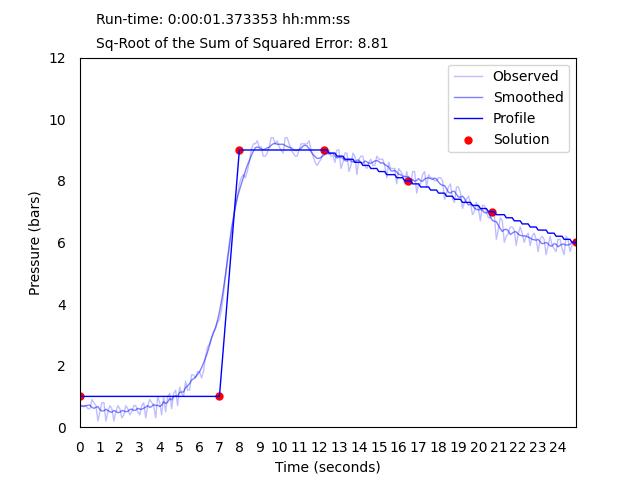 Run-time: 0:00:01.373353 hh:mm:ss
Sq-Root of the Sum of Squared Error: 8.81
12
10
8
6
4
2
0
Pressure (bars)
Observed
Smoothed
Profile
Solution
0 1 2 3 4 5 6 7 8 9 10 11 12 13 14 15 16 17 18 19 20 21 22 23 24
Time (seconds)